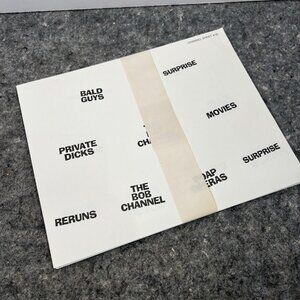 SURPRISE
BALD
GUYS
MOVIES
PRIVATE
DICKS
SURPRISE
THE
BOB
CHANNEL
RERUNS